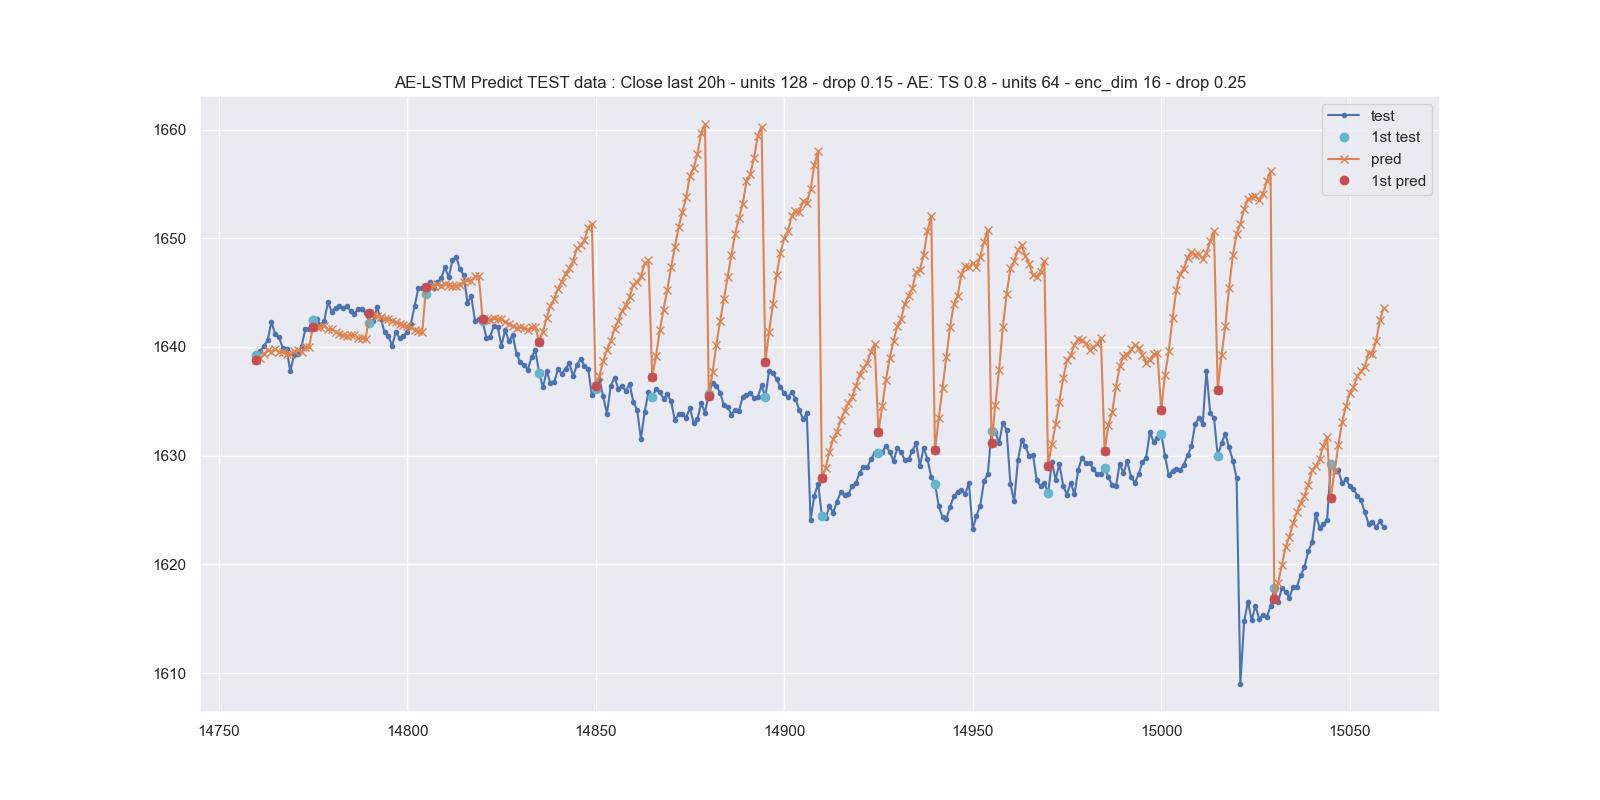 AE-LSTM Predict TEST data : Close last 20h - units 128 - drop 0.15 - AE: TS 0.8 - units 64 - enc_dim 16 - drop 0.25
test
1st test
pred
1st pred
1660
1650
1640
1630
1620
1610
14750 14800 14850 14900 14950 15000 15050